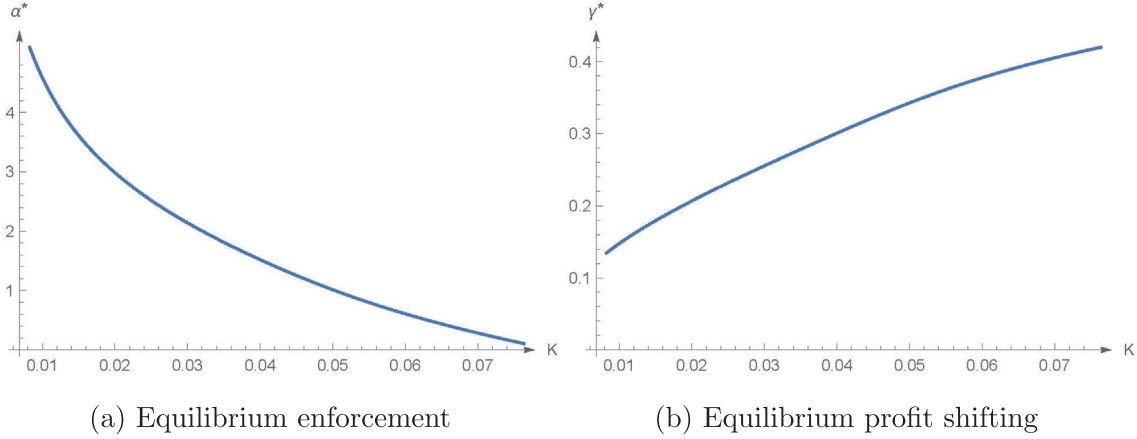 α* γ*
4 0.4
3 0.3
2 0.2
1 0.1
0.01 0.02 0.03 0.04 0.05 0.06 0.07 K 0.01 0.02 0.03 0.04 0.05 0.06 0.07 K
(a) Equilibrium enforcement (b) Equilibrium profit shifting